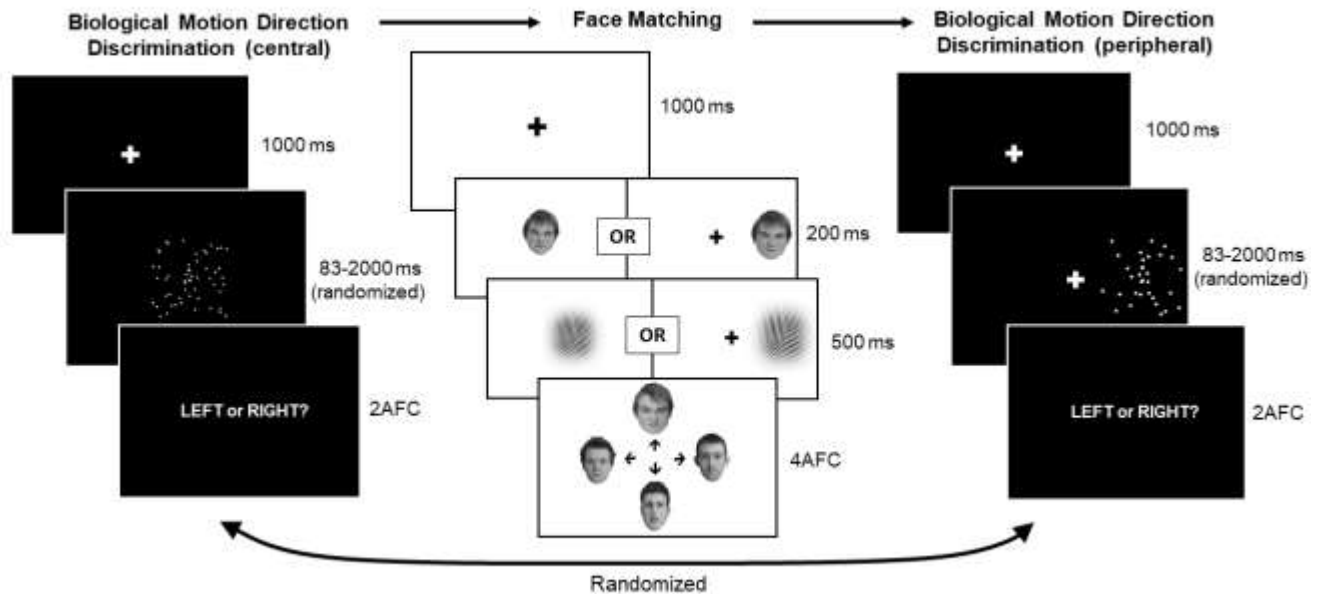 Biological Motion Direction
Discrimination (central)
Face Matching
Biological Motion Direction
Discrimination (peripheral)
1000 ms
83-2000 ms
(randomized)
LEFT or RIGHT?
2AFC
1000 ms
OR
200 ms
OR
500 ms
4AFC
1000 ms
83-2000 ms
(randomized)
LEFT or RIGHT?
2AFC
Randomized